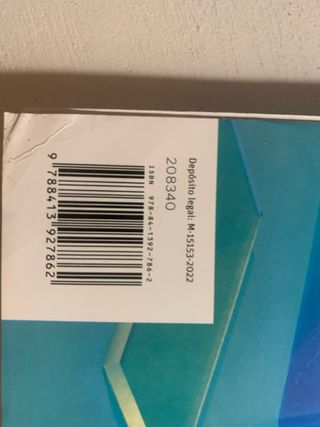 Depósito legal: M-15153-2022
208340
ISBN 978-84-1392-786-2
9 788413 927862